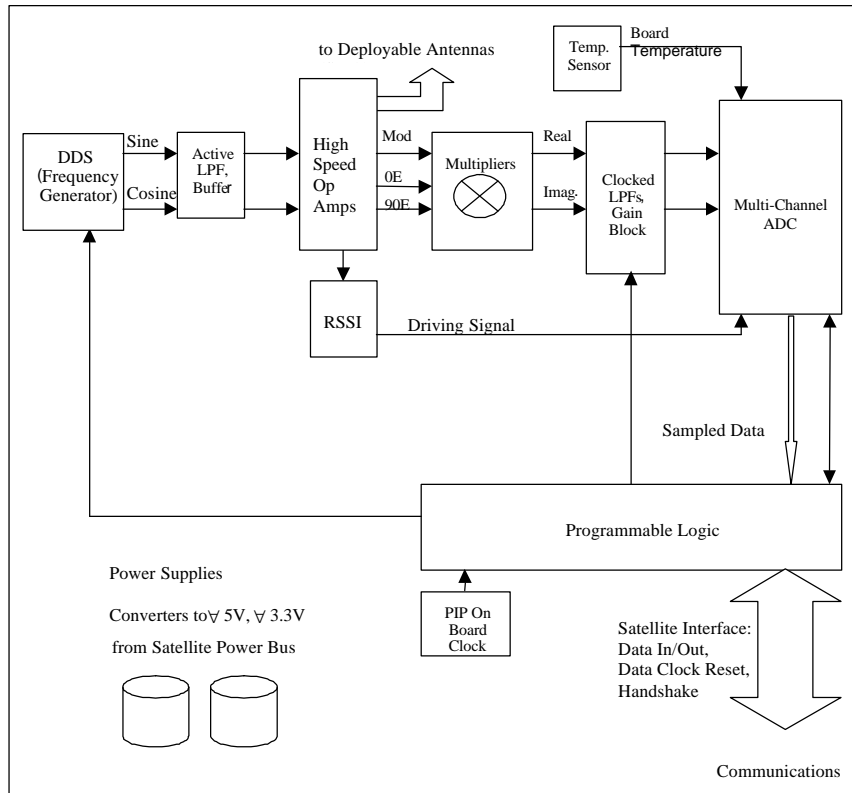 to Deployable Antennas
Temp.
Sensor
Board
Temperature
DDS
(Frequency
Generator)
Sine
Cosine
Active
LPF,
Buffer
High
Speed
Op
Amps
Mod
0E
90E
Multipliers
Real
Imag.
Clocked
LPFs,
Gain
Block
Multi-Channel
ADC
RSSI
Driving Signal
Sampled Data
Programmable Logic
Power Supplies
Converters to ∀ 5V, ∀ 3.3V
from Satellite Power Bus
PIP On
Board
Clock
Satellite Interface:
Data In/Out,
Data Clock Reset,
Handshake
Communications